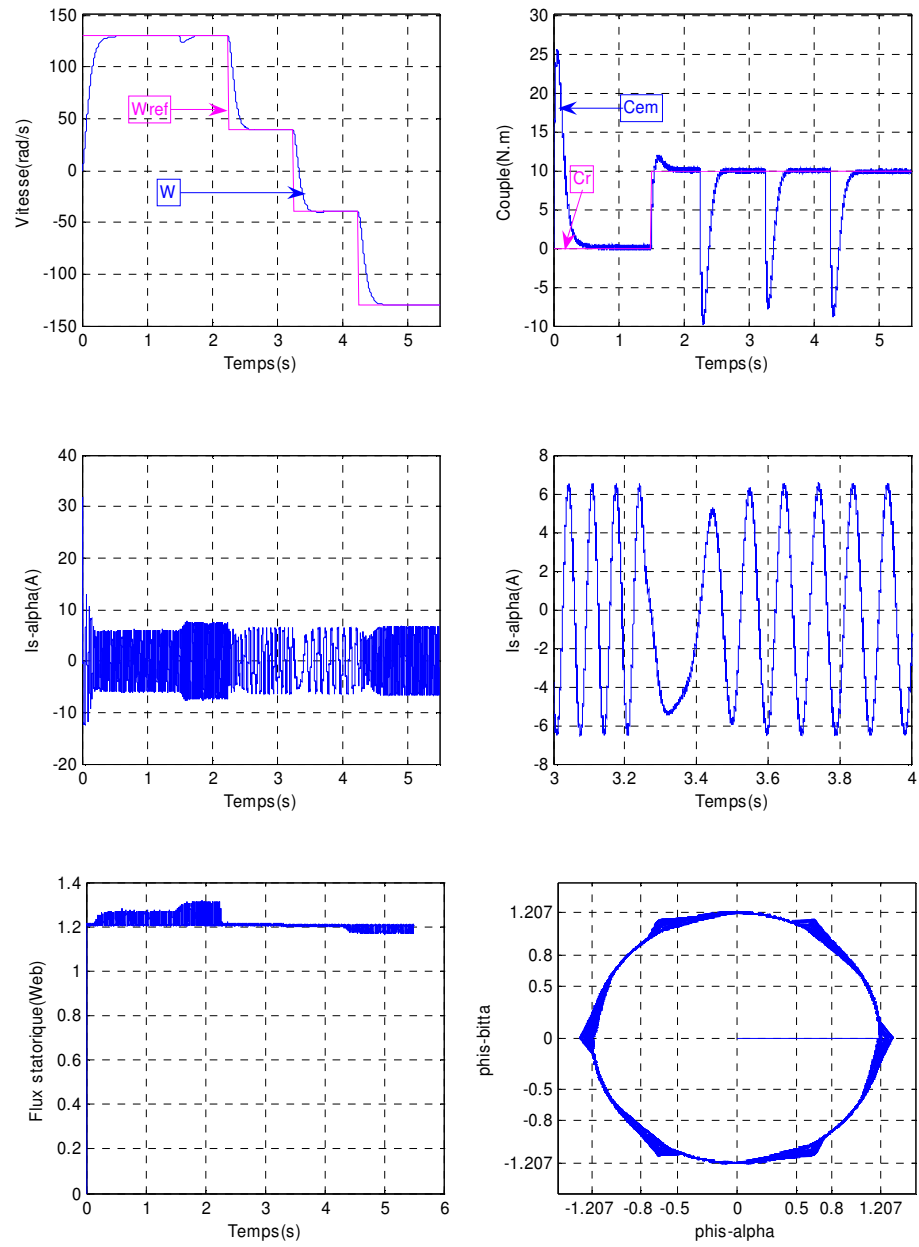 150
100
50
0
-50
-100
-150
0 1 2 3 4 5
Vitesse(rad/s)
Temps(s)
Wref
W
30
25
20
15
10
5
0
-5
-10
0 1 2 3 4 5
Couple(N.m)
Temps(s)
Cem
Cr
40
30
20
10
0
-10
-20
0 1 2 3 4 5
Is-alpha(A)
Temps(s)
8
6
4
2
0
-2
-4
-6
-8
3 3.2 3.4 3.6 3.8 4
Is-alpha(A)
Temps(s)
1.4
1.2
1
0.8
0.6
0.4
0.2
0
0 1 2 3 4 5 6
Flux statorique(Web)
Temps(s)
1.207
0.8
0.5
0
-0.5
-0.8
-1.207
-1.207 -0.8 -0.5 0 0.5 0.8 1.207
phis-bitta
phis-alpha